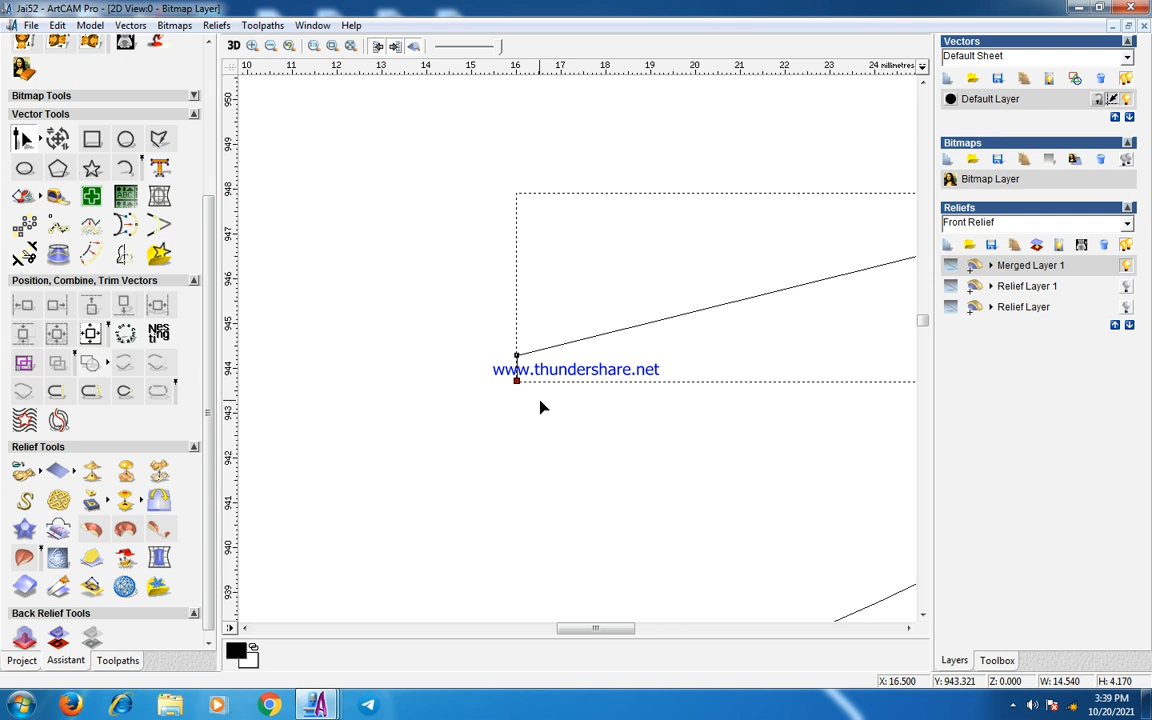 Jai52 - ArtCAM Pro - [2D View:0 - Bitmap Layer]
File Edit Model Vectors Bitmaps Reliefs Toolpaths Window Help
3D
10 11 12 13 14 15 16 17 18 19 20 21 22 23 24 millimetres
950
949
948
947
946
945
944
943
942
941
940
939
Bitmap Tools
Vector Tools
ABC
Position, Combine, Trim Vectors
Nes
ting
Relief Tools
Back Relief Tools
Project Assistant Toolpaths
www.thundershare.net
Vectors
Default Sheet
Default Layer
Bitmaps
Bitmap Layer
Reliefs
Front Relief
Merged Layer 1
Relief Layer 1
Relief Layer
Layers Toolbox
X: 16.500 Y: 943.321 Z: 0.000 W: 14.540 H: 4.170
3:39 PM
10/20/2021